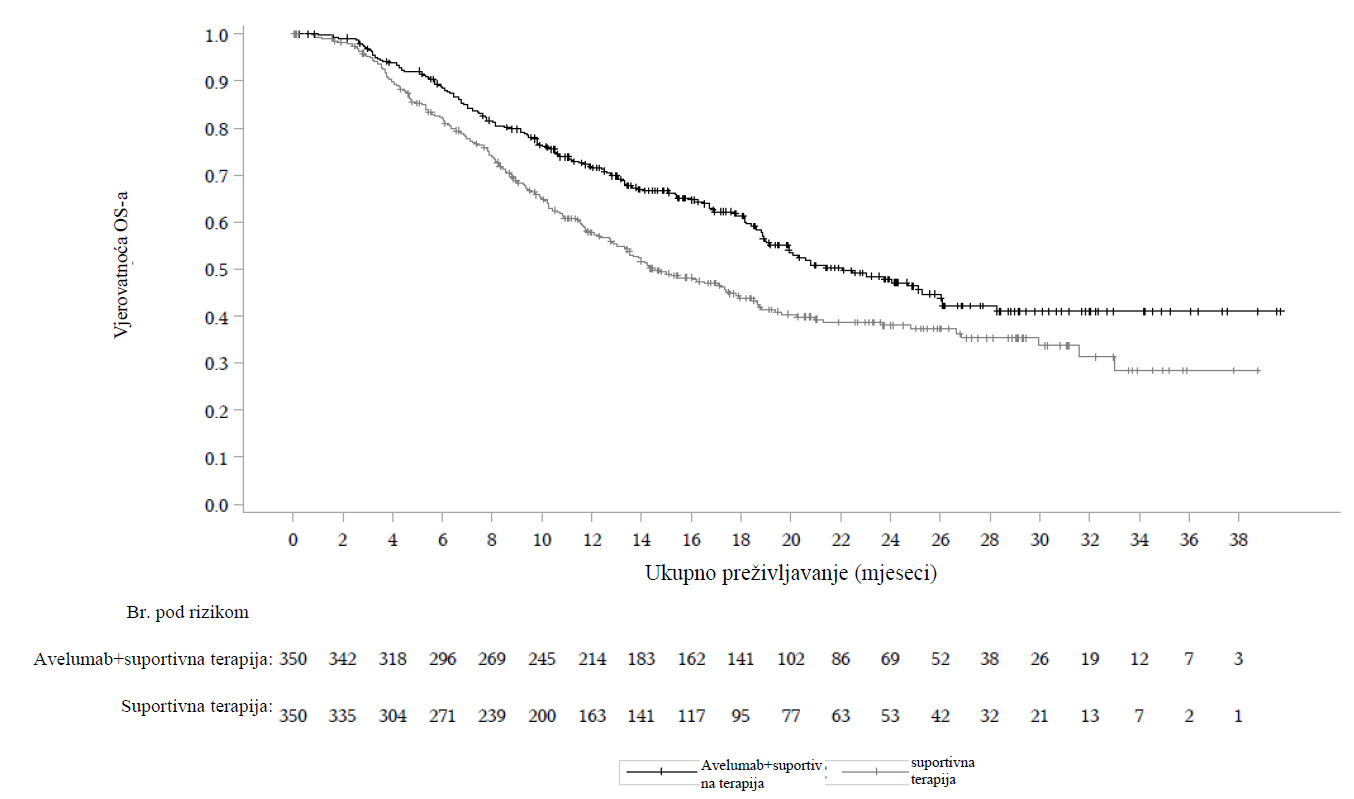 1.0
0.9
0.8
0.7
0.6
0.5
0.4
0.3
0.2
0.1
0.0
Vjerovatnoća OS-a
0 2 4 6 8 10 12 14 16 18 20 22 24 26 28 30 32 34 36 38
Ukupno preživljavanje (mjeseci)
Br. pod rizikom
Avelumab+suportivna terapija: 350 342 318 296 269 245 214 183 162 141 102 86 69 52 38 26 19 12 7 3
Suportivna terapija: 350 335 304 271 239 200 163 141 117 95 77 63 53 42 32 21 13 7 2 1
Avelumab+suportiv
na terapija
suportivna
terapija